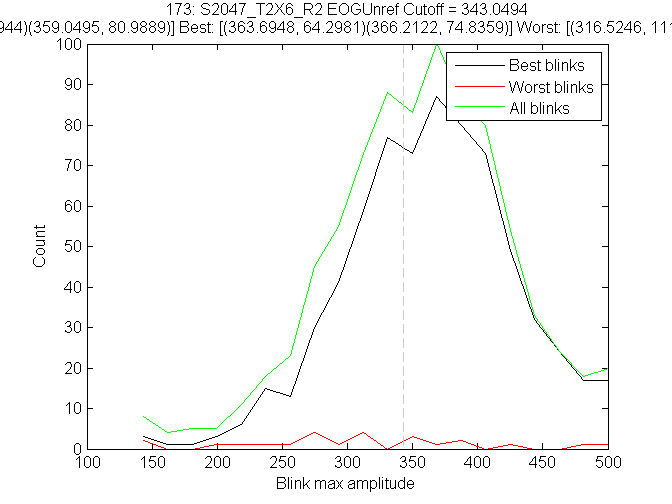 173: S2047_T2X6_R2 EOGUnref Cutoff = 343.0494
944)(359.0495, 80.9889)] Best: [(363.6948, 64.2981)(366.2122, 74.8359)] Worst: [(316.5246, 111
100
90
80
70
60
50
40
30
20
10
0
Count
Best blinks
Worst blinks
All blinks
100 150 200 250 300 350 400 450 500
Blink max amplitude